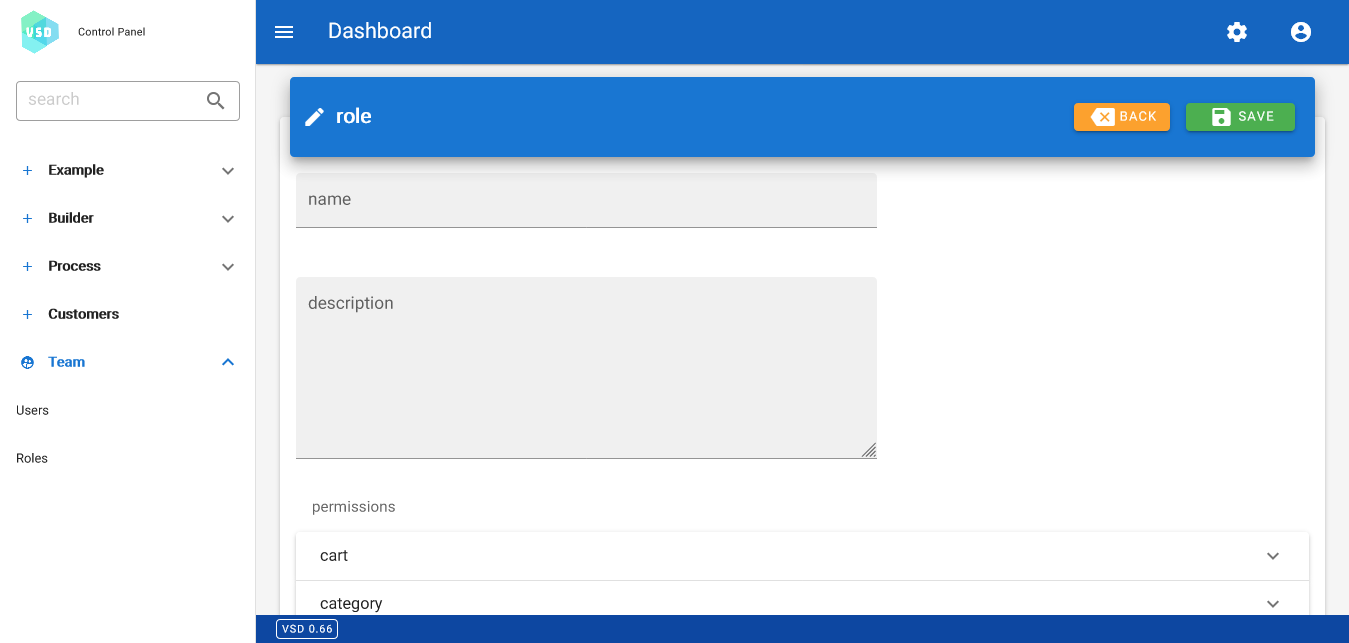 VSD
Control Panel
search
Example
Builder
Process
Customers
Team
Users
Roles
Dashboard
role
BACK
SAVE
name
description
permissions
cart
category
VSD 0.66